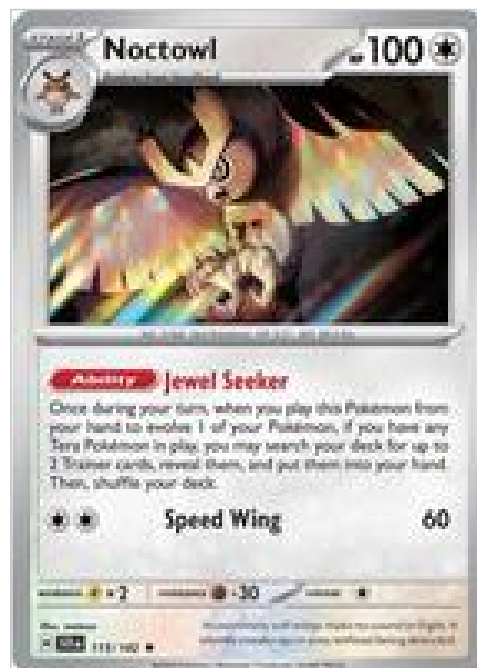 Noctowl
100
Ability Jewel Seeker
Once during your turn, when you play this Pokémon from
your hand to evolve 1 of your Pokémon, if you have any
Tera Pokémon in play, you may search your deck for up to
2 Trainer cards, reveal them, and put them into your hand.
Then, shuffle your deck.
Speed Wing 60
×2 -30